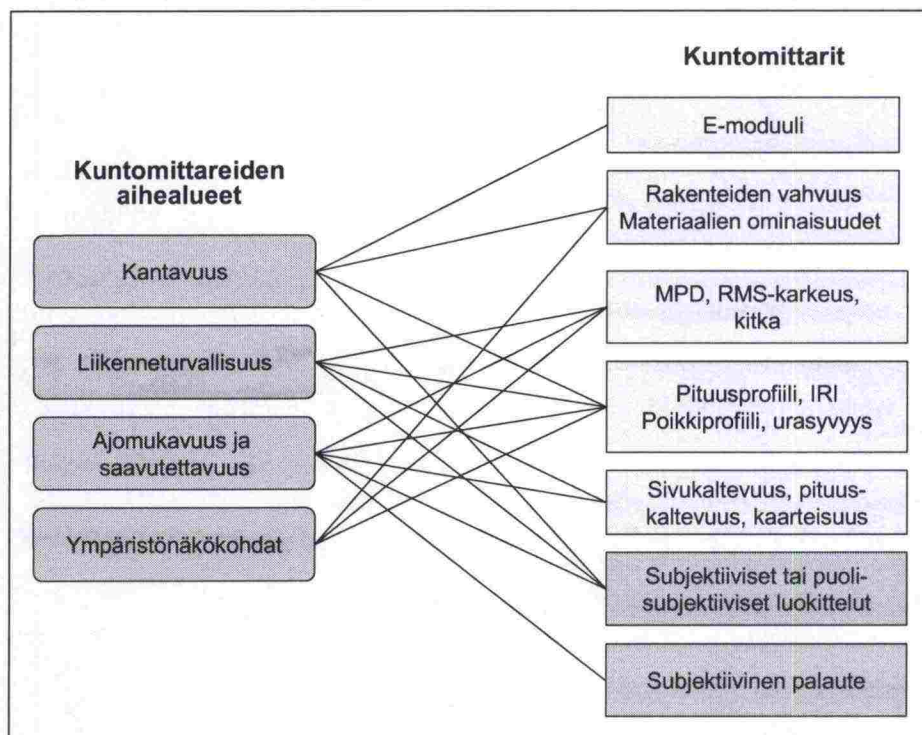 Kuntomittareiden
aihealueet
Kantavuus
Liikenneturvallisuus
Ajomukavuus ja
saavutettavuus
Ympäristönäkökohdat
Kuntomittarit
E-moduuli
Rakenteiden vahvuus
Materiaalien ominaisuudet
MPD, RMS-karkeus,
kitka
Pituusprofiili, IRI
Poikkiprofiili, urasyvyys
Sivukaltevuus, pituus-
kaltevuus, kaarteisuus
Subjektiiviset tai puoli-
subjektiiviset luokittelut
Subjektiivinen palaute